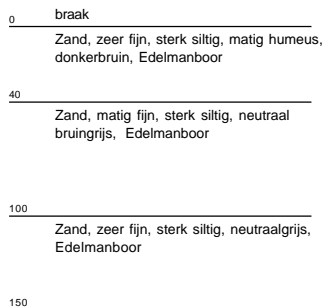 braak
0
Zand, zeer fijn, sterk siltig, matig humeus,
donkerbruin, Edelmanboor
40
Zand, matig fijn, sterk siltig, neutraal
bruingrijs, Edelmanboor
100
Zand, zeer fijn, sterk siltig, neutraalgrijs,
Edelmanboor
150